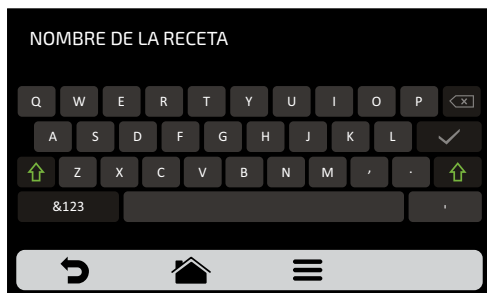 NOMBRE DE LA RECETA
Q W E R T Y U I O P
A S D F G H J K L
Z X C V B N M , .
&123 '